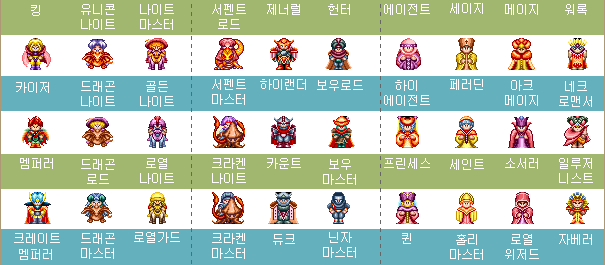 킹 유니콘 나이트 서펜트 제너럴 헌터 에이전트 세이지 메이지 워록
나이트 마스터 로드
카이저 드래곤 골든 서펜트 하이랜더 보우로드 하이 페러딘 아크 네크
나이트 나이트 마스터 에이전트 메이지 로맨서
엠퍼러 드래곤 로열 크라켄 카운트 보우 프린세스 세인트 소서러 일루져
로드 나이트 나이트 마스터 니스트
크레이트 드래곤 로열가드 크라켄 듀크 닌자 퀸 홀리 로열 자베러
엠퍼러 마스터 마스터 마스터 마스터 위저드